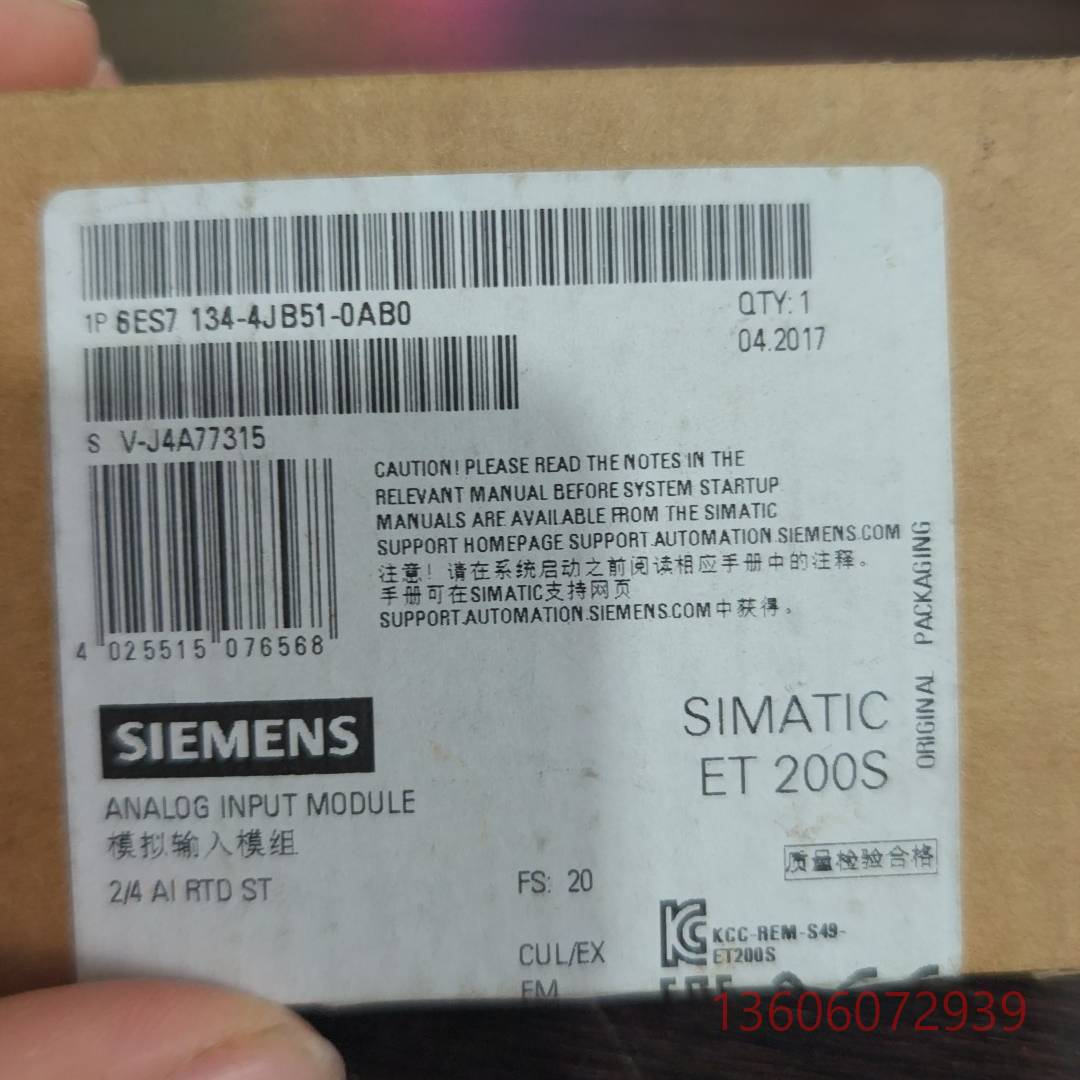 1P 6ES7 134-4JB51-0AB0
QTY: 1
04.2017
S V-J4A77315
CAUTION! PLEASE READ THE NOTES IN THE
RELEVANT MANUAL BEFORE SYSTEM STARTUP.
MANUALS ARE AVAILABLE FROM THE SIMATIC
SUPPORT HOMEPAGE SUPPORT.AUTOMATION.SIEMENS.COM
注意！请在系统启动之前阅读相应手册中的注释。
手册可在SIMATIC支持网页
SUPPORT.AUTOMATION.SIEMENS.COM中获得。
4 025515 076568
ORIGINAL PACKAGING
SIEMENS
SIMATIC
ET 200S
ANALOG INPUT MODULE
模拟输入模组
质量检验合格
2/4 AI RTD ST
FS: 20
KCC-REM-S49-
ET200S
CUL/EX
FM
13606072939